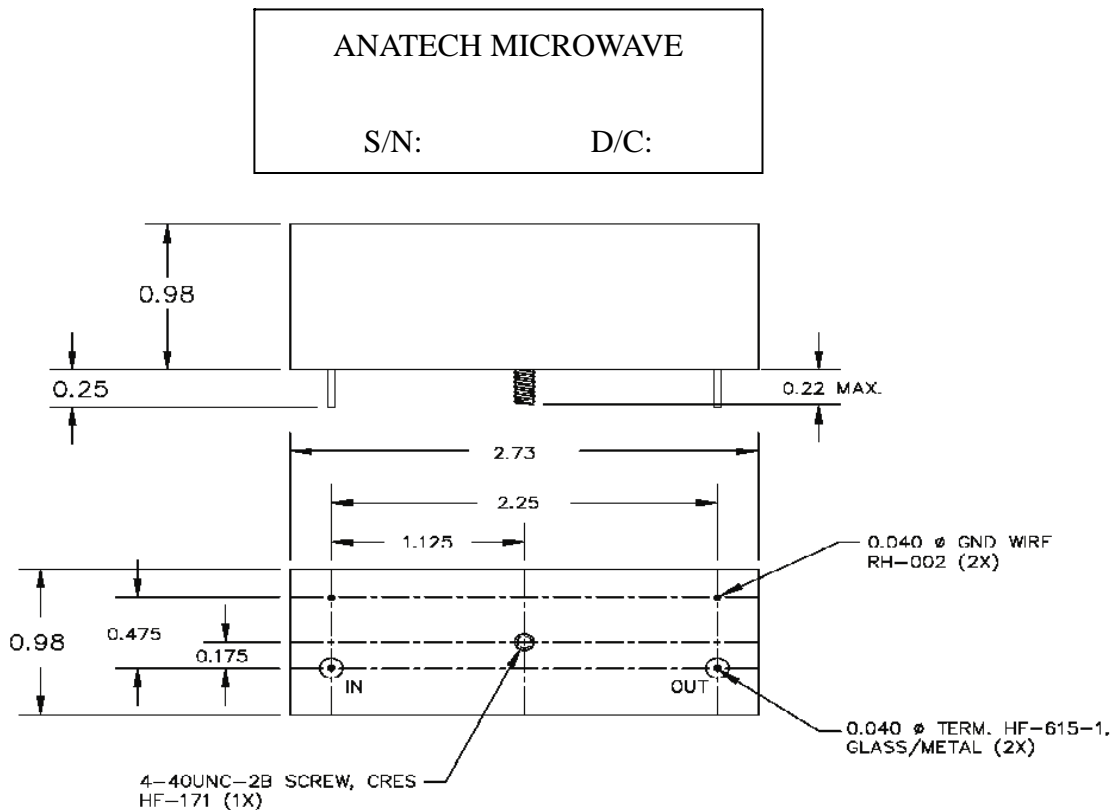 ANATECH MICROWAVE
S/N: D/C:
0.98
0.25
0.22 MAX.
2.73
2.25
1.125
0.040 ø GND WIRE
RH-002 (2X)
0.98
0.475
0.175
IN
OUT
0.040 ø TERM. HF-615-1,
GLASS/METAL (2X)
4-40UNC-2B SCREW, CRES
HF-171 (1X)